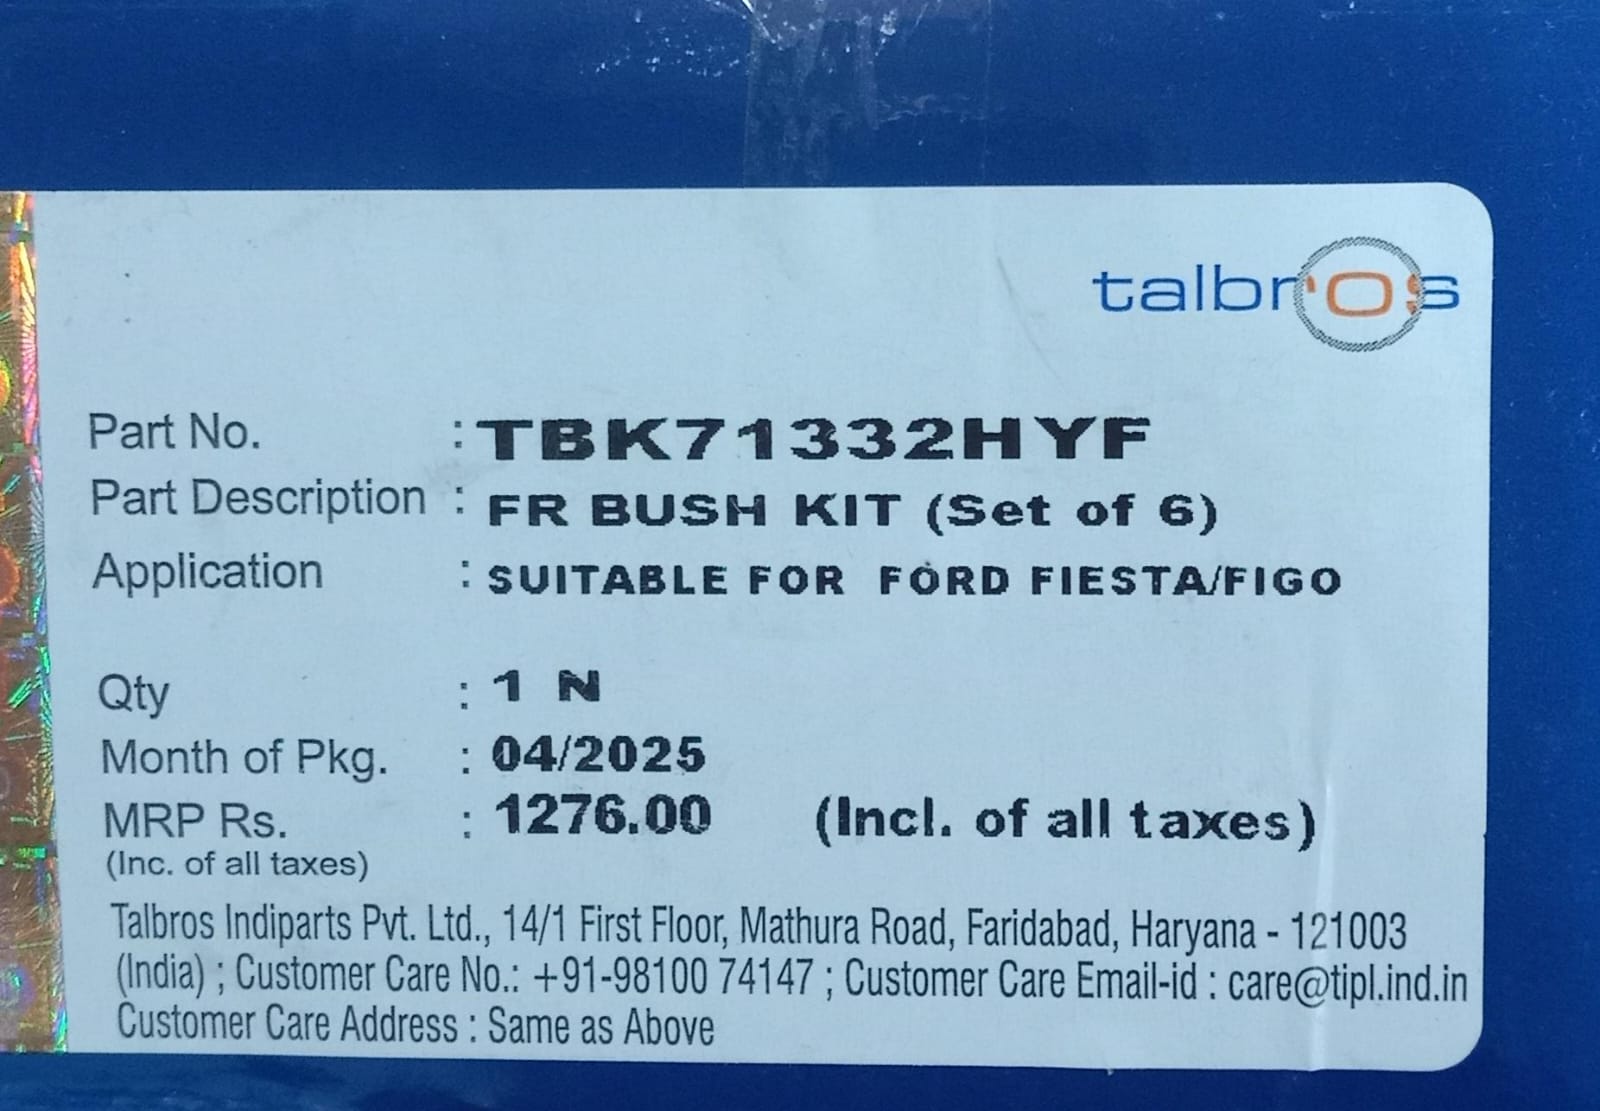 talbros
Part No. : TBK71332HYF
Part Description : FR BUSH KIT (Set of 6)
Application : SUITABLE FOR FORD FIESTA/FIGO
Qty : 1 N
Month of Pkg. : 04/2025
MRP Rs. : 1276.00 (Incl. of all taxes)
(Inc. of all taxes)
Talbros Indiparts Pvt. Ltd., 14/1 First Floor, Mathura Road, Faridabad, Haryana - 121003
(India) ; Customer Care No.: +91-98100 74147 ; Customer Care Email-id : care@tipl.ind.in
Customer Care Address : Same as Above